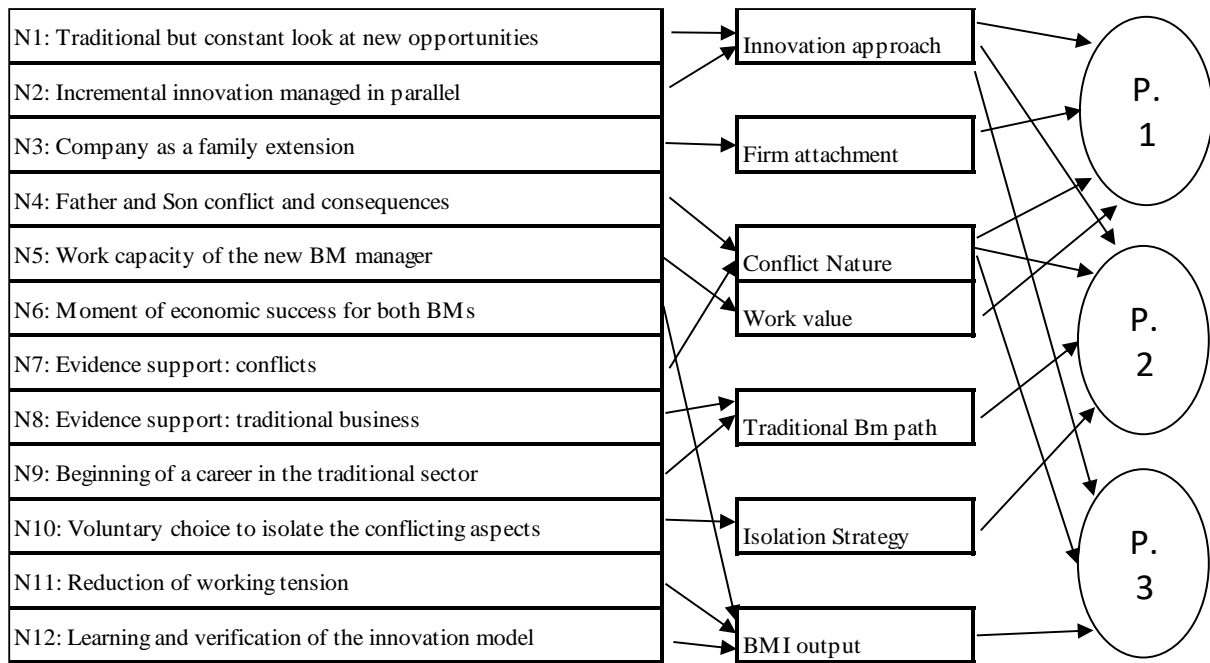 N1: Traditional but constant look at new opportunities
N2: Incremental innovation managed in parallel
N3: Company as a family extension
N4: Father and Son conflict and consequences
N5: Work capacity of the new BM manager
N6: Moment of economic success for both BMs
N7: Evidence support: conflicts
N8: Evidence support: traditional business
N9: Beginning of a career in the traditional sector
N10: Voluntary choice to isolate the conflicting aspects
N11: Reduction of working tension
N12: Learning and verification of the innovation model
Innovation approach
Firm attachment
Conflict Nature
Work value
Traditional Bm path
Isolation Strategy
BMI output
P.
1
P.
2
P.
3